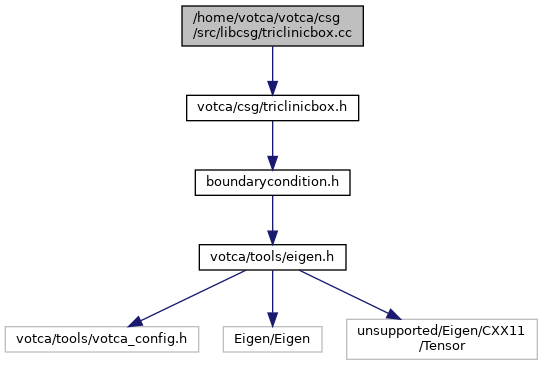 /home/votca/votca/csg
/src/libcsg/triclinicbox.cc
votca/csg/triclinicbox.h
boundarycondition.h
votca/tools/eigen.h
votca/tools/votca_config.h
Eigen/Eigen
unsupported/Eigen/CXX11
/Tensor